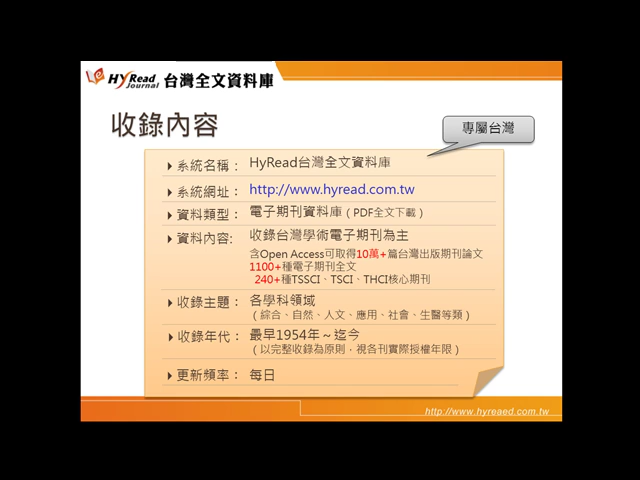 HyRead Journal 台灣全文資料庫
收錄內容
專屬台灣
系統名稱： HyRead台灣全文資料庫
系統網址： http://www.hyread.com.tw
資料類型： 電子期刊資料庫（PDF全文下載）
資料內容: 收錄台灣學術電子期刊為主
含Open Access可取得10萬+篇台灣出版期刊論文
1100+種電子期刊全文
240+種TSSCI、TSCI、THCI核心期刊
收錄主題： 各學科領域
（綜合、自然、人文、應用、社會、生醫等類）
收錄年代： 最早1954年～迄今
（以完整收錄為原則，視各刊實際授權年限）
更新頻率： 每日
http://www.hyreaed.com.tw